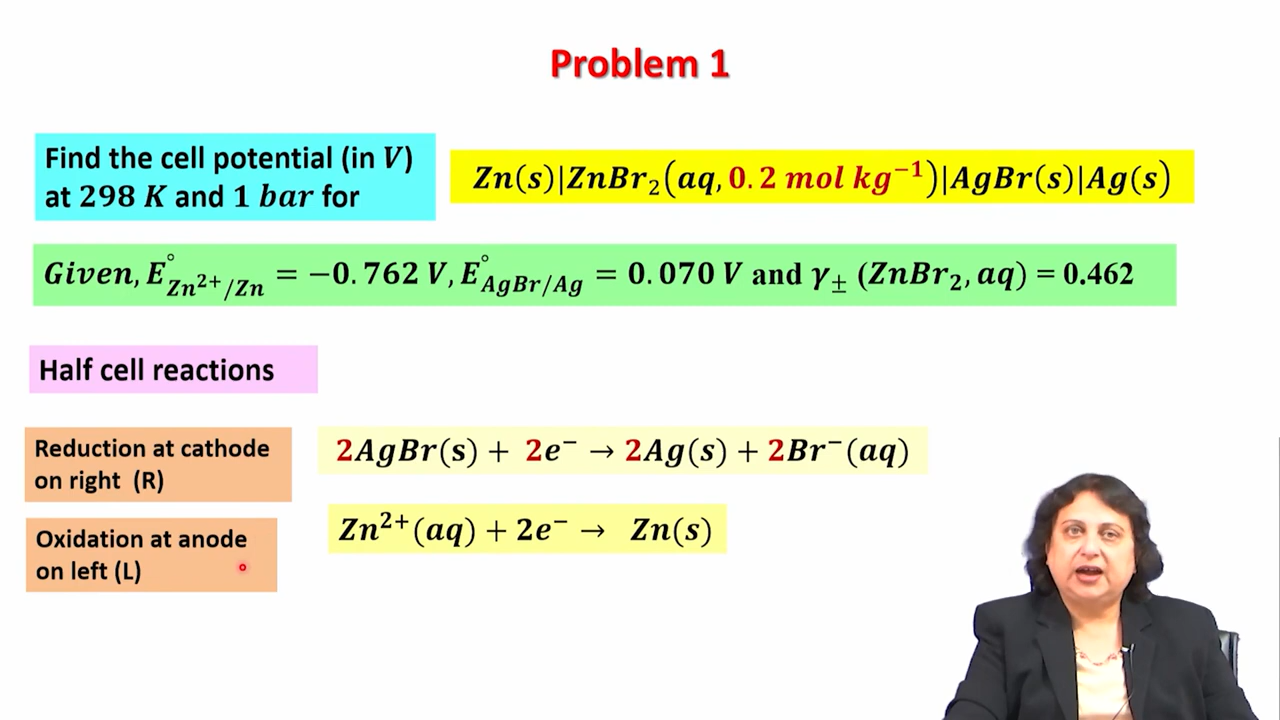 Problem 1
Find the cell potential (in V)
at 298 K and 1 bar for
Zn(s)|ZnBr₂(aq, 0.2 mol kg⁻¹)|AgBr(s)|Ag(s)
Given, E°Zn²⁺/Zn = −0.762 V, E°AgBr/Ag = 0.070 V and γ± (ZnBr₂, aq) = 0.462
Half cell reactions
Reduction at cathode
on right (R)
2AgBr(s) + 2e⁻ → 2Ag(s) + 2Br⁻(aq)
Oxidation at anode
on left (L)
Zn²⁺(aq) + 2e⁻ → Zn(s)